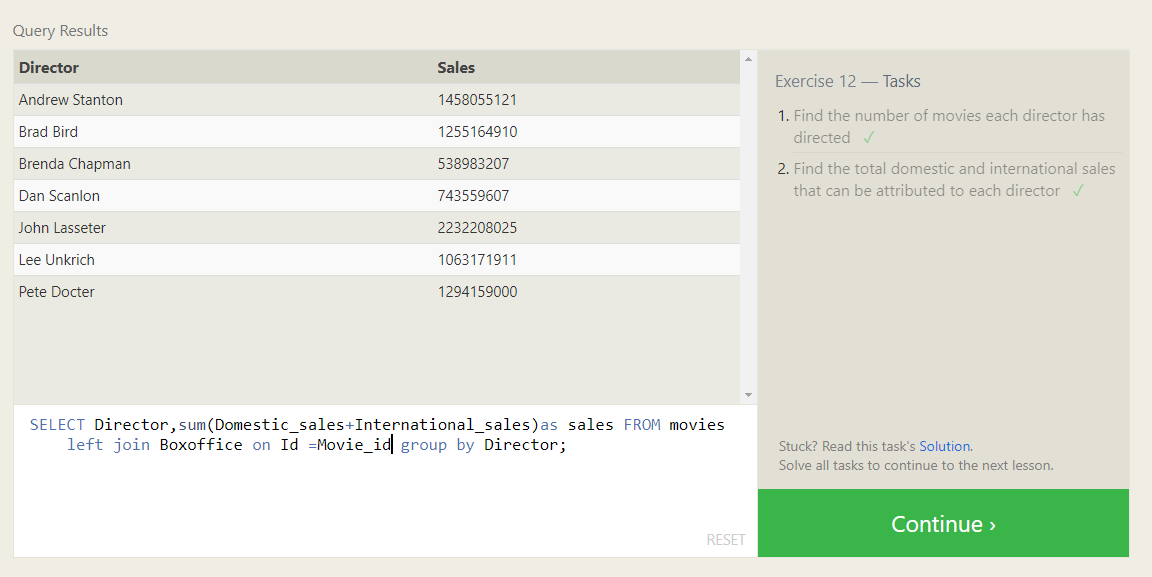 Query Results
Director Sales
Andrew Stanton 1458055121
Brad Bird 1255164910
Brenda Chapman 538983207
Dan Scanlon 743559607
John Lasseter 2232208025
Lee Unkrich 1063171911
Pete Docter 1294159000
SELECT Director,sum(Domestic_sales+International_sales)as sales FROM movies
left join Boxoffice on Id =Movie_id group by Director;
RESET
Exercise 12 — Tasks
1. Find the number of movies each director has
directed ✓
2. Find the total domestic and international sales
that can be attributed to each director ✓
Stuck? Read this task's Solution.
Solve all tasks to continue to the next lesson.
Continue ›